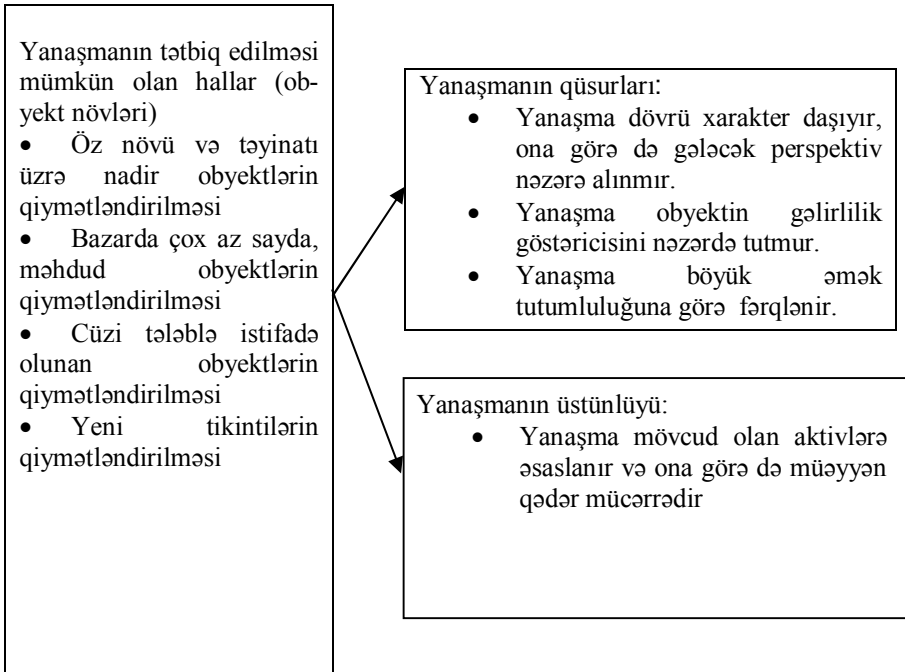 Yanaşmanın tətbiq edilməsi
mümkün olan hallar (ob-
yekt növləri)
• Öz növü və təyinatı
üzrə nadir obyektlərin
qiymətləndirilməsi
• Bazarda çox az sayda,
məhdud obyektlərin
qiymətləndirilməsi
• Cüzi tələblə istifadə
olunan obyektlərin
qiymətləndirilməsi
• Yeni tikintilərin
qiymətləndirilməsi
Yanaşmanın qüsurları:
• Yanaşma dövrü xarakter daşıyır,
ona görə də gələcək perspektiv
nəzərə alınmır.
• Yanaşma obyektin gəlirlilik
göstəricisini nəzərdə tutmur.
• Yanaşma böyük əmək
tutumluluğuna görə fərqlənir.
Yanaşmanın üstünlüyü:
• Yanaşma mövcud olan aktivlərə
əsaslanır və ona görə də müəyyən
qədər mücərrədir